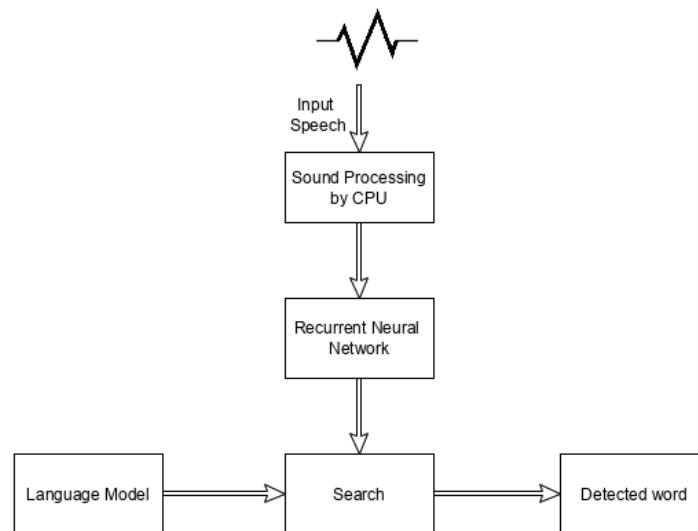 Input
Speech
Sound Processing
by CPU
Recurrent Neural
Network
Language Model
Search
Detected word